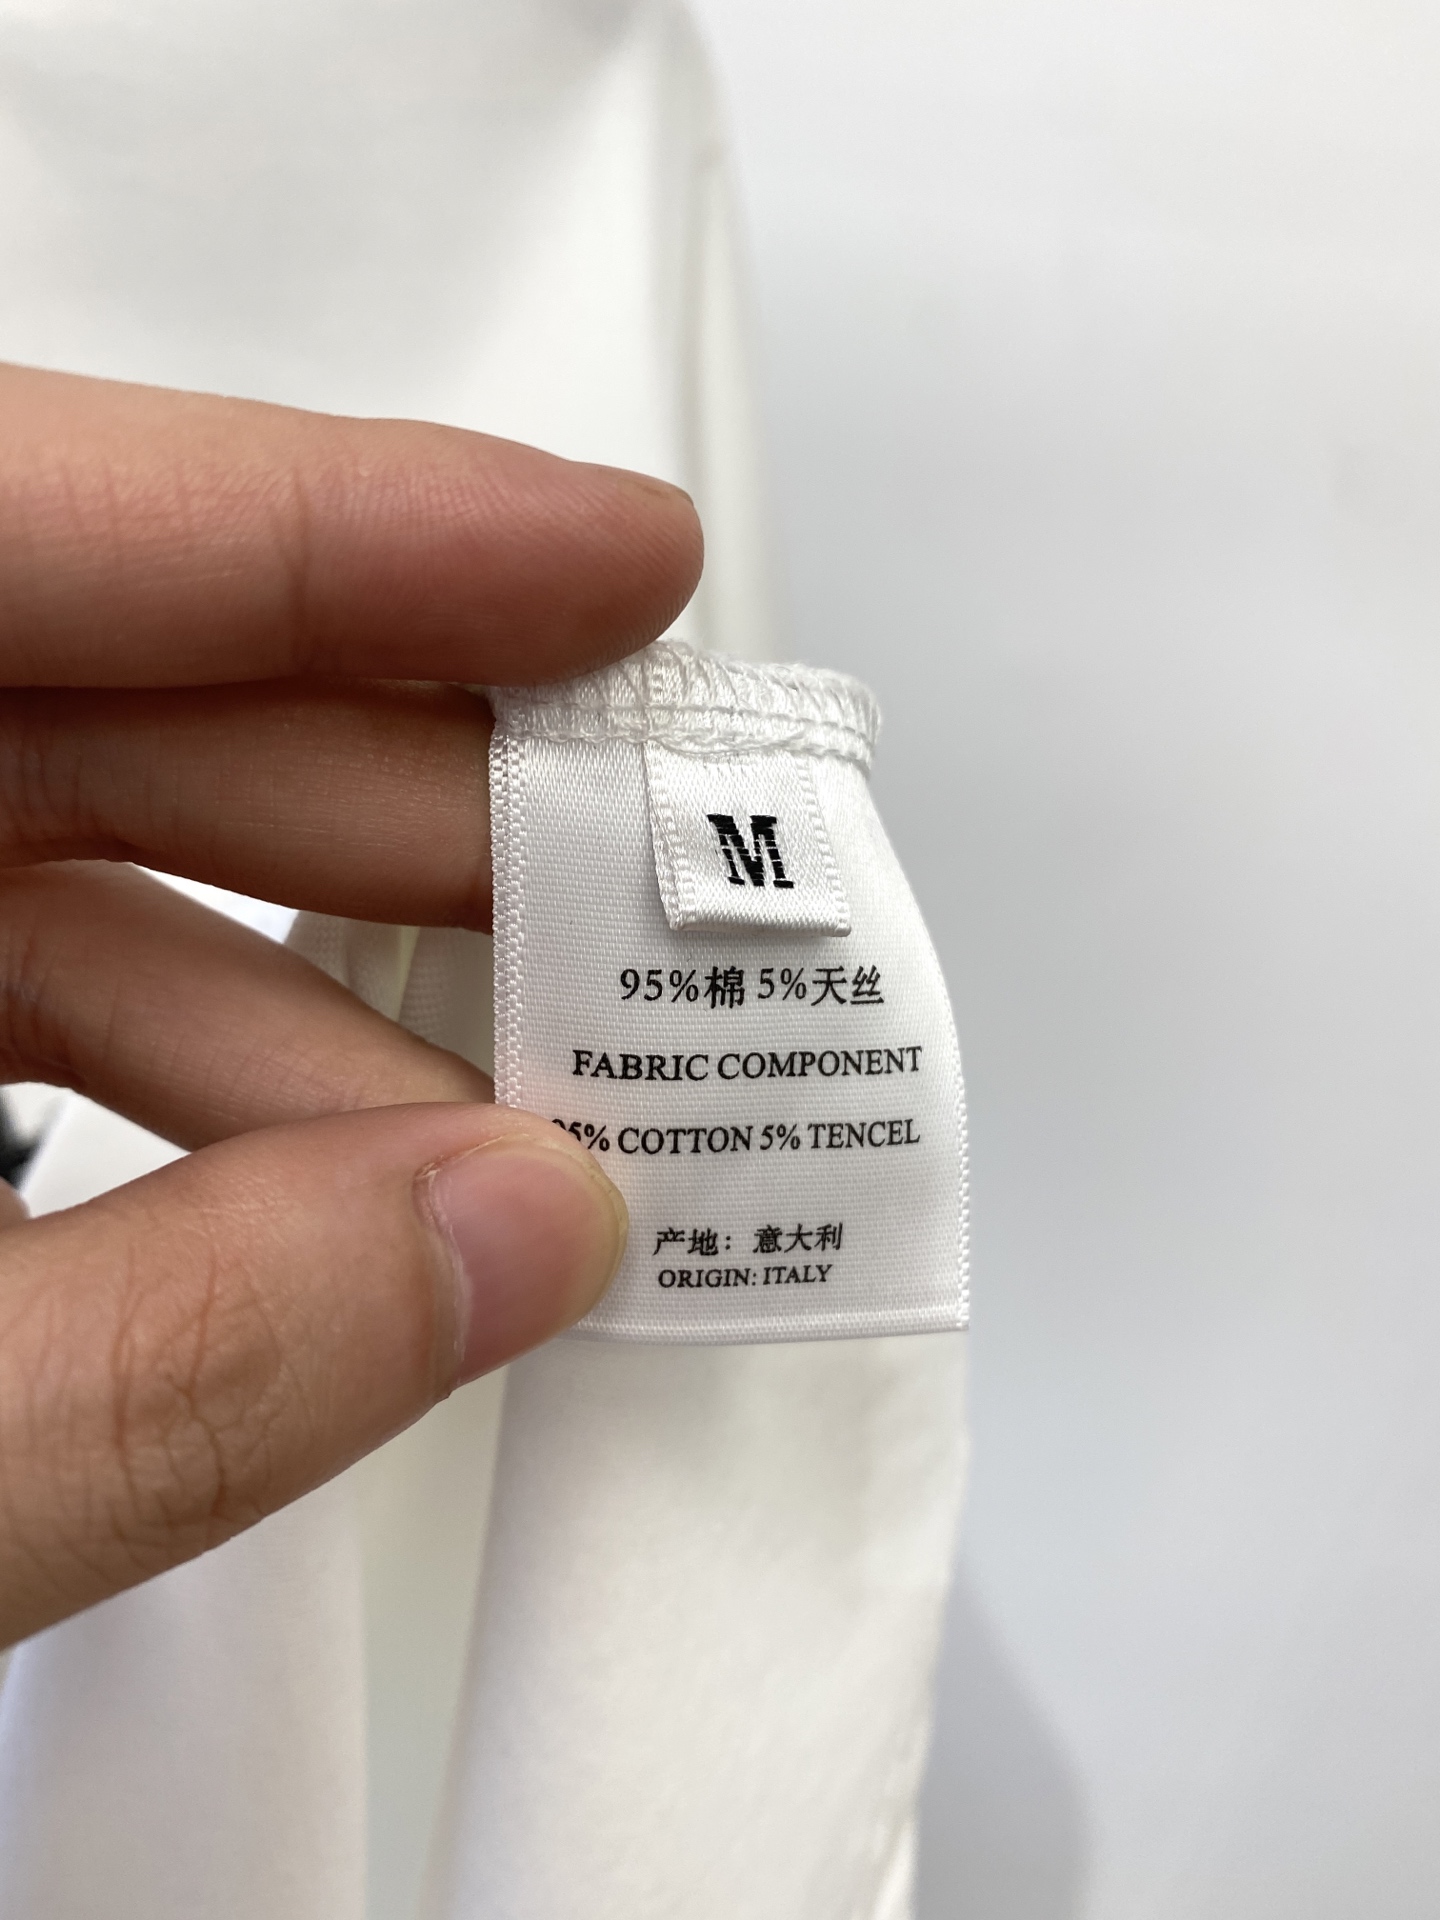 M
95%棉 5%天丝
FABRIC COMPONENT
95% COTTON 5% TENCEL
产地：意大利
ORIGIN: ITALY